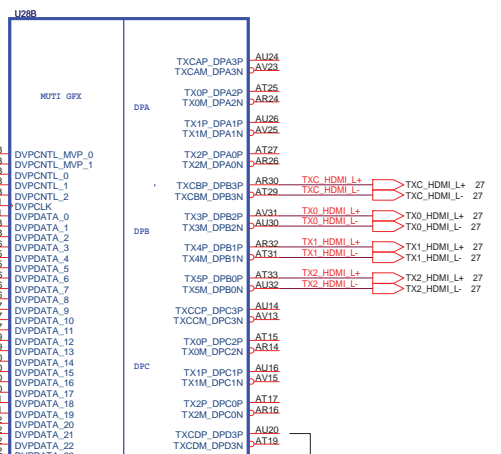 U28B
MUTI GFX
DPA
TXCAP_DPA3P AU24
TXCAM_DPA3N AV23
TX0P_DPA2P AT25
TX0M_DPA2N AR24
TX1P_DPA1P AU26
TX1M_DPA1N AV25
TX2P_DPA0P AT27
TX2M_DPA0N AR26
DVPCNTL_MVP_0
DVPCNTL_MVP_1
DVPCNTL_0
DVPCNTL_1
DVPCNTL_2
DVPCLK
DVPDATA_0
DVPDATA_1
DVPDATA_2
DVPDATA_3
DVPDATA_4
DVPDATA_5
DVPDATA_6
DVPDATA_7
DVPDATA_8
DVPDATA_9
DVPDATA_10
DVPDATA_11
DVPDATA_12
DVPDATA_13
DVPDATA_14
DVPDATA_15
DVPDATA_16
DVPDATA_17
DVPDATA_18
DVPDATA_19
DVPDATA_20
DVPDATA_21
DVPDATA_22
DPB
TXCBP_DPB3P AR30 TXC_HDMI_L+ TXC_HDMI_L+ 27
TXCBM_DPB3N AT29 TXC_HDMI_L- TXC_HDMI_L- 27
TX3P_DPB2P AV31 TX0_HDMI_L+ TX0_HDMI_L+ 27
TX3M_DPB2N AU30 TX0_HDMI_L- TX0_HDMI_L- 27
TX4P_DPB1P AR32 TX1_HDMI_L+ TX1_HDMI_L+ 27
TX4M_DPB1N AT31 TX1_HDMI_L- TX1_HDMI_L- 27
TX5P_DPB0P AT33 TX2_HDMI_L+ TX2_HDMI_L+ 27
TX5M_DPB0N AU32 TX2_HDMI_L- TX2_HDMI_L- 27
DPC
TXCCP_DPC3P AU14
TXCCM_DPC3N AV13
TX0P_DPC2P AT15
TX0M_DPC2N AR14
TX1P_DPC1P AU16
TX1M_DPC1N AV15
TX2P_DPC0P AT17
TX2M_DPC0N AR16
TXCDP_DPD3P AU20
TXCDM_DPD3N AT19